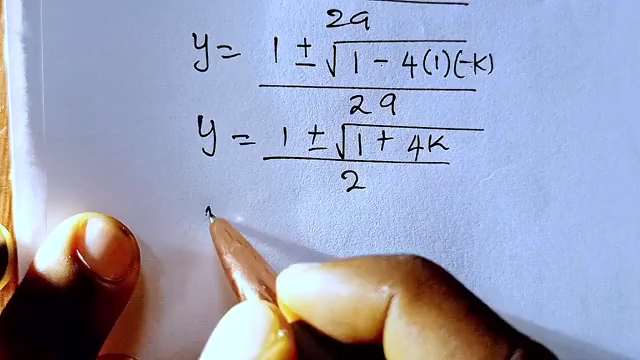 2a
y = 1 ± √1 - 4(1)(-K)
2a
y = 1 ± √1 + 4K
2